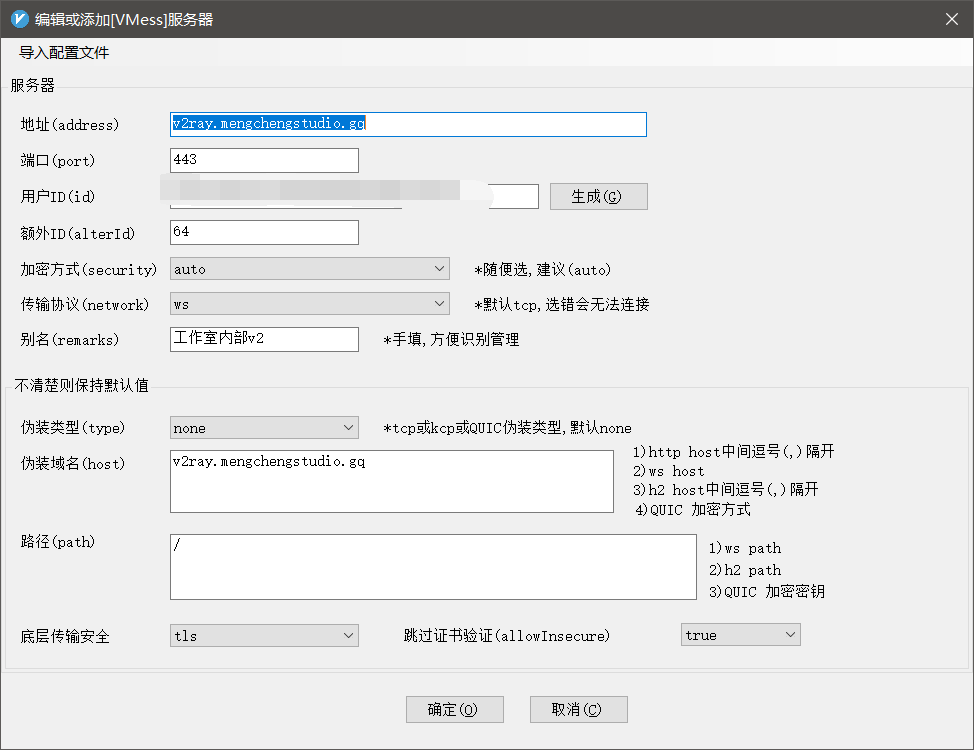 编辑或添加[VMess]服务器
导入配置文件
服务器
地址(address)
v2ray.mengchengstudio.gq
端口(port)
443
用户ID(id)
生成(G)
额外ID(alterId)
64
加密方式(security)
auto
*随便选,建议(auto)
传输协议(network)
ws
*默认tcp,选错会无法连接
别名(remarks)
工作室内部v2
*手填,方便识别管理
不清楚则保持默认值
伪装类型(type)
none
*tcp或kcp或QUIC伪装类型,默认none
伪装域名(host)
v2ray.mengchengstudio.gq
1)http host中间逗号(,)隔开
2)ws host
3)h2 host中间逗号(,)隔开
4)QUIC 加密方式
路径(path)
/
1)ws path
2)h2 path
3)QUIC 加密密钥
底层传输安全
tls
跳过证书验证(allowInsecure)
true
确定(O)
取消(C)